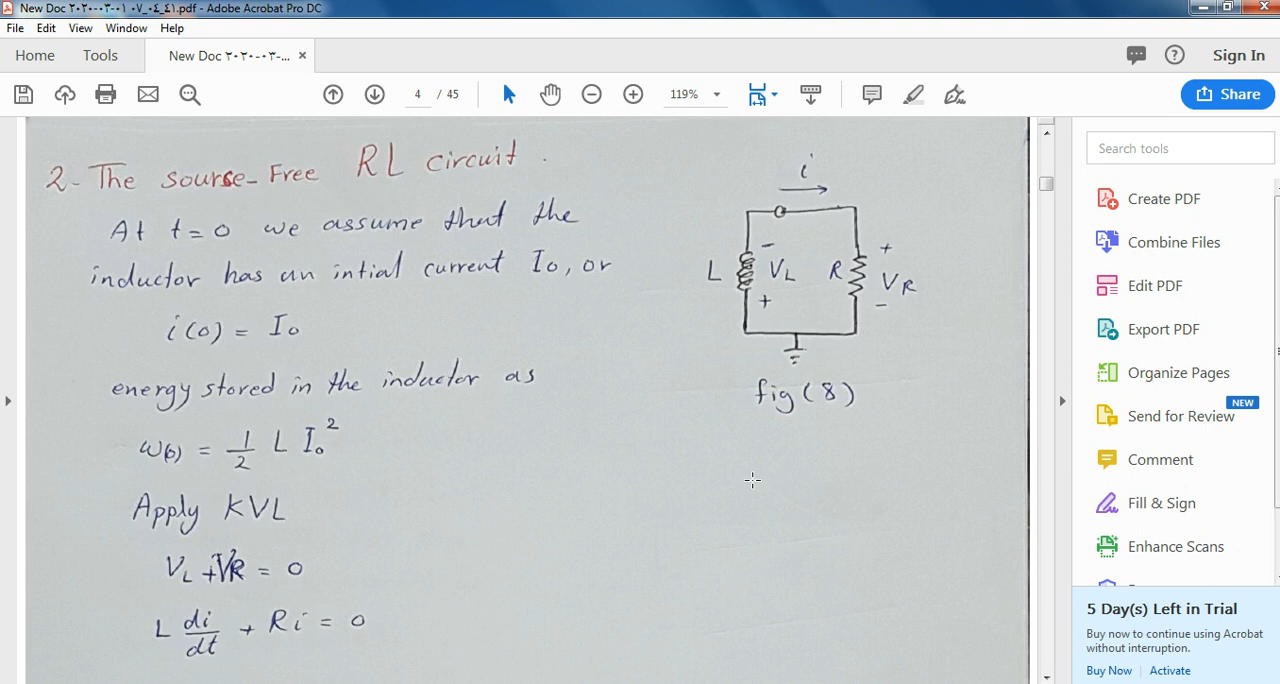 New Doc ٢٠٢٠-٠٣-٠١ ٠٧_٠٤_٤١.pdf - Adobe Acrobat Pro DC
File Edit View Window Help
Home Tools New Doc ٢٠٢٠-٠٣-... × Sign In
4 / 45 119% Share
Search tools
Create PDF
Combine Files
Edit PDF
Export PDF
Organize Pages
NEW
Send for Review
Comment
Fill & Sign
Enhance Scans
5 Day(s) Left in Trial
Buy now to continue using Acrobat
without interruption.
Buy Now Activate
2- The sourse-Free RL circuit.
At t=0 we assume that the
inductor has an intial current Io, or
i(0) = Io
energy stored in the inductor as
w(0) = 1/2 L Io²
Apply KVL
VL + VR = 0
L di/dt + Ri = 0
i
L - VL + R + VR -
fig (8)